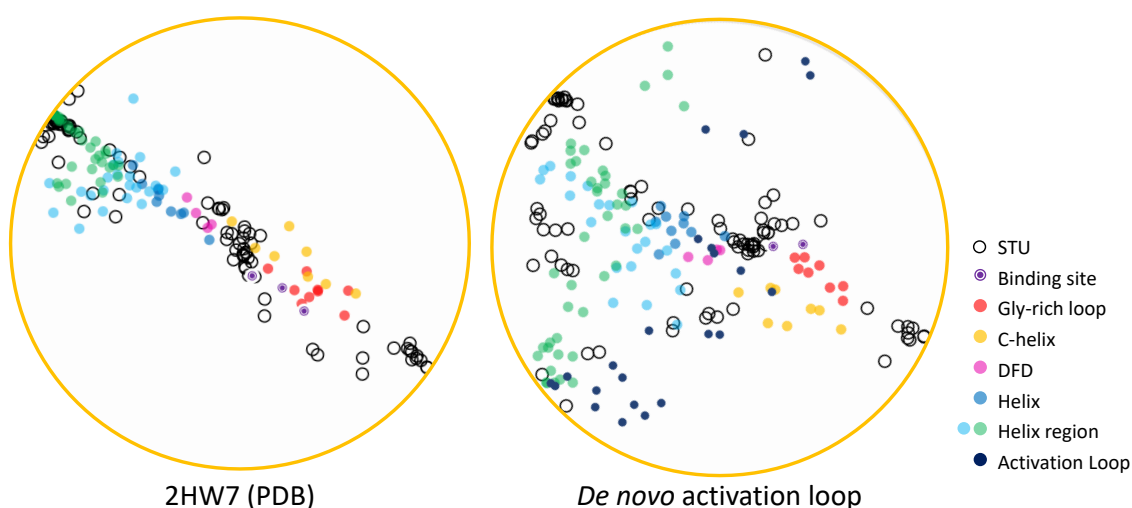 STU
Binding site
Gly-rich loop
C-helix
DFD
Helix
Helix region
Activation Loop
2HW7 (PDB)
De novo activation loop